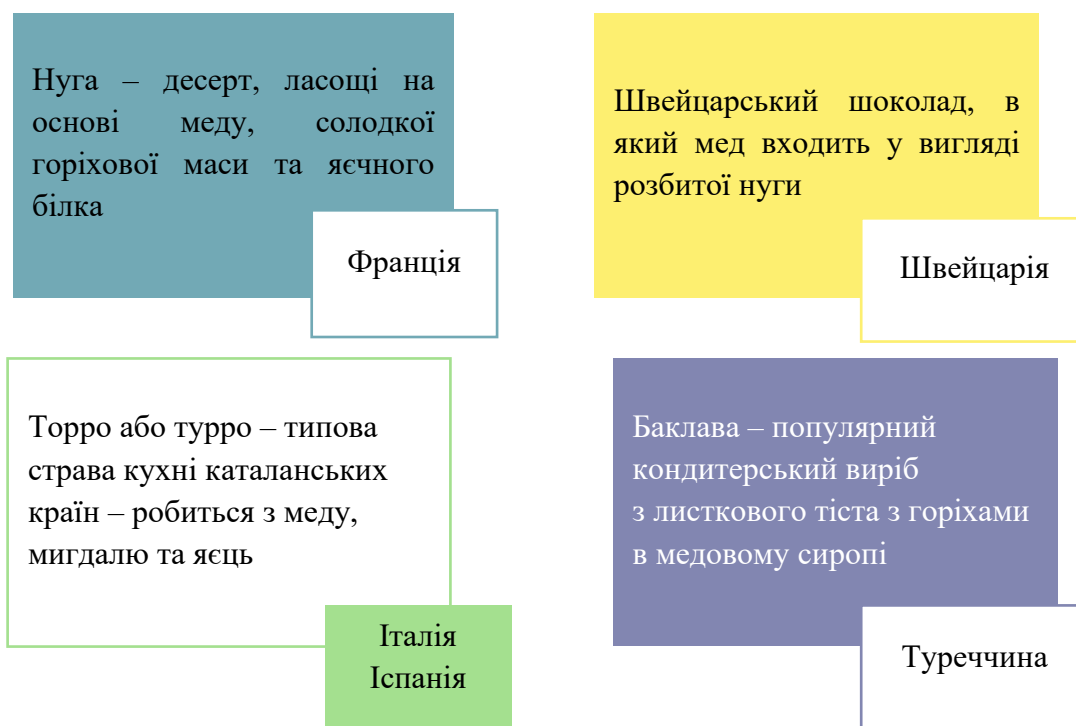 Нуга – десерт, ласощі на
основі меду, солодкої
горіхової маси та яєчного
білка
Франція
Швейцарський шоколад, в
який мед входить у вигляді
розбитої нуги
Швейцарія
Торро або турро – типова
страва кухні каталанських
країн – робиться з меду,
мигдалю та яєць
Італія
Іспанія
Баклава – популярний
кондитерський виріб
з листкового тіста з горіхами
в медовому сиропі
Туреччина